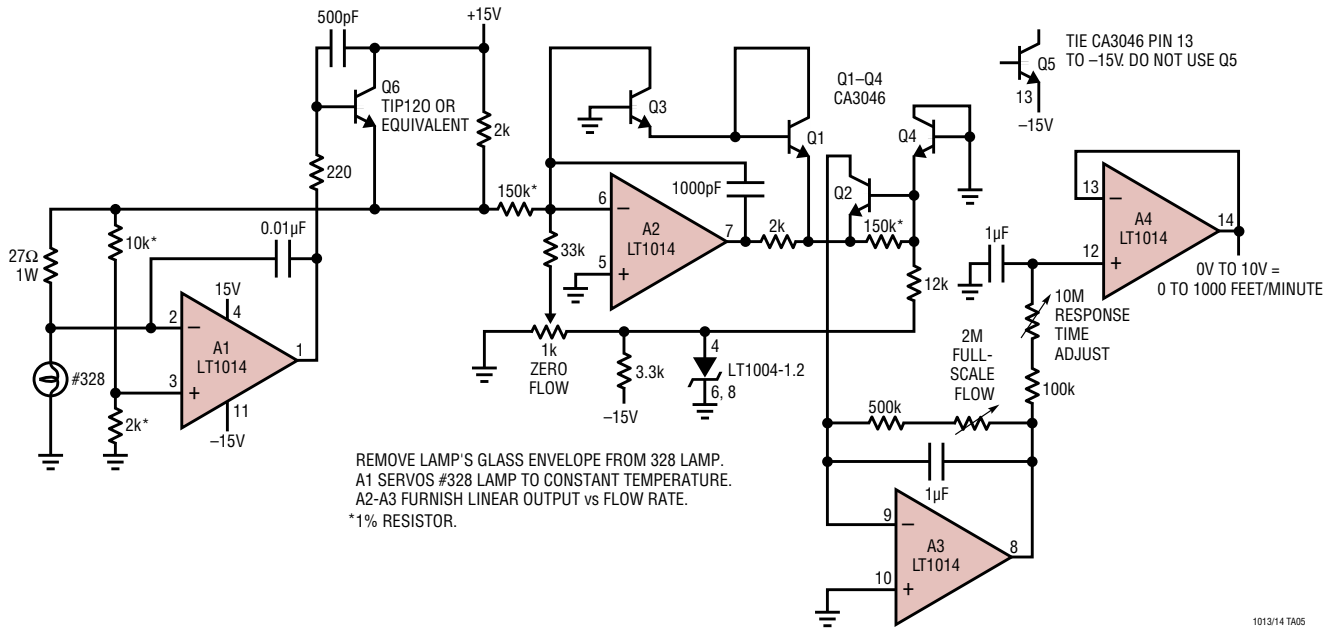 500pF
+15V
Q6
TIP120 OR
EQUIVALENT
2k
220
Q3
Q1
Q1–Q4
CA3046
Q4
Q5
13
–15V
TIE CA3046 PIN 13
TO –15V. DO NOT USE Q5
27Ω
1W
10k*
0.01µF
150k*
33k
6
5
A2
LT1014
7
1000pF
2k
Q2
150k*
12k
1µF
13
12
A4
LT1014
14
0V TO 10V =
0 TO 1000 FEET/MINUTE
#328
2k*
2
3
15V
4
A1
LT1014
1
11
–15V
1k
ZERO
FLOW
3.3k
–15V
4
LT1004-1.2
6, 8
10M
RESPONSE
TIME
ADJUST
2M
FULL-
SCALE
FLOW
100k
500k
1µF
9
10
A3
LT1014
8
REMOVE LAMP'S GLASS ENVELOPE FROM 328 LAMP.
A1 SERVOS #328 LAMP TO CONSTANT TEMPERATURE.
A2-A3 FURNISH LINEAR OUTPUT vs FLOW RATE.
*1% RESISTOR.
1013/14 TA05